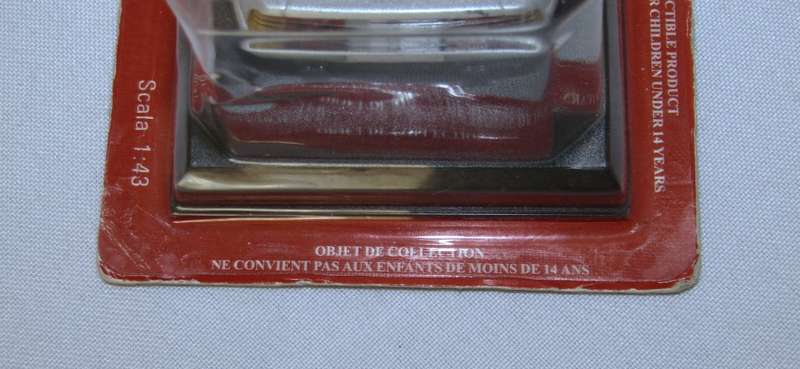 Scala 1:43
OBJET DE COLLECTION
NE CONVIENT PAS AUX ENFANTS DE MOINS DE 14 ANS
PRODUCT
CHILDREN UNDER 14 YEARS